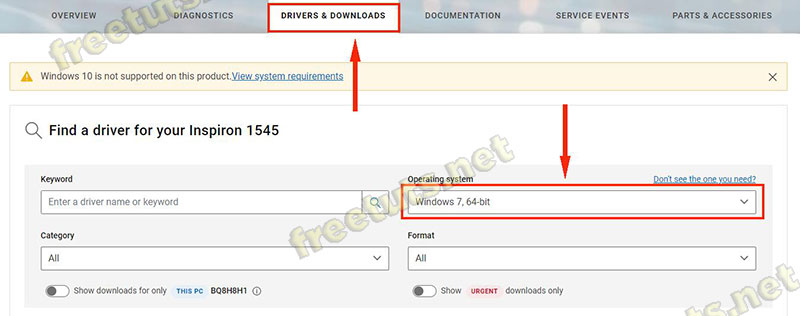 OVERVIEW DIAGNOSTICS DRIVERS & DOWNLOADS DOCUMENTATION SERVICE EVENTS PARTS & ACCESSORIES
freetuts.net
Windows 10 is not supported on this product.View system requirements
Find a driver for your Inspiron 1545
Keyword
Enter a driver name or keyword
Operating system Don't see the one you need?
Windows 7, 64-bit
freetuts.net
Category
All
Format
All
Show downloads for only THIS PC BQ8H8H1
Show URGENT downloads only
freetuts.net